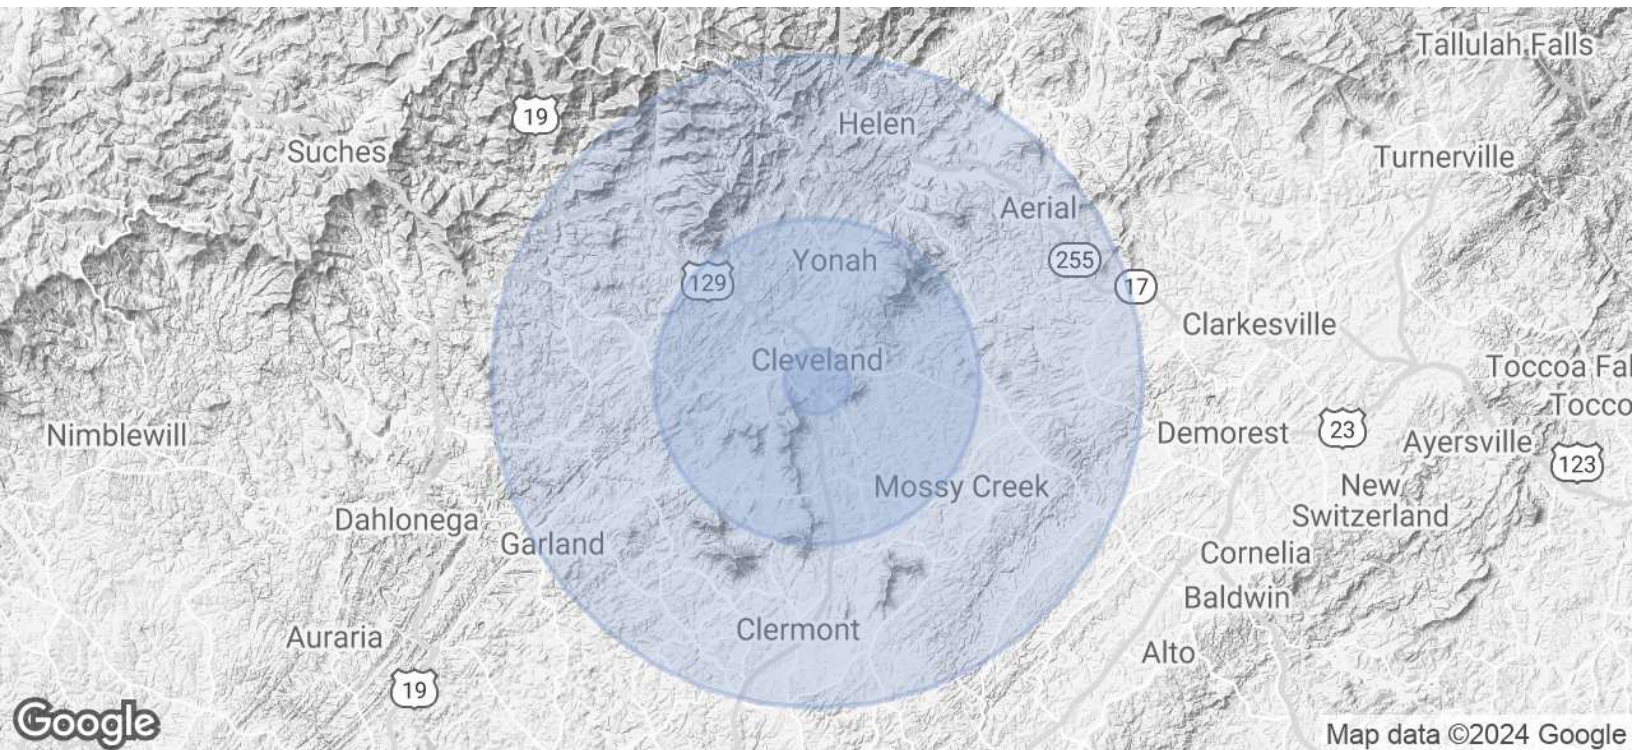 Tallulah Falls
19
Helen
Suches
Turnerville
Aerial
Yonah
255
129
17
Clarkesville
Cleveland
Toccoa Fal
Tocco
Nimblewill
Demorest
23
Ayersville
123
Mossy Creek
New
Switzerland
Dahlonega
Garland
Cornelia
Baldwin
Clermont
Auraria
Alto
19
Google
Map data ©2024 Google